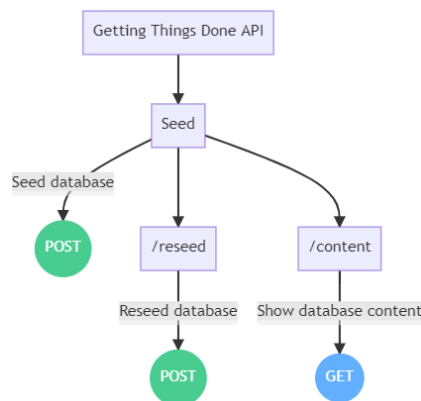 Getting Things Done API
Seed
Seed database
POST
/reseed
/content
Reseed database
Show database content
POST
GET